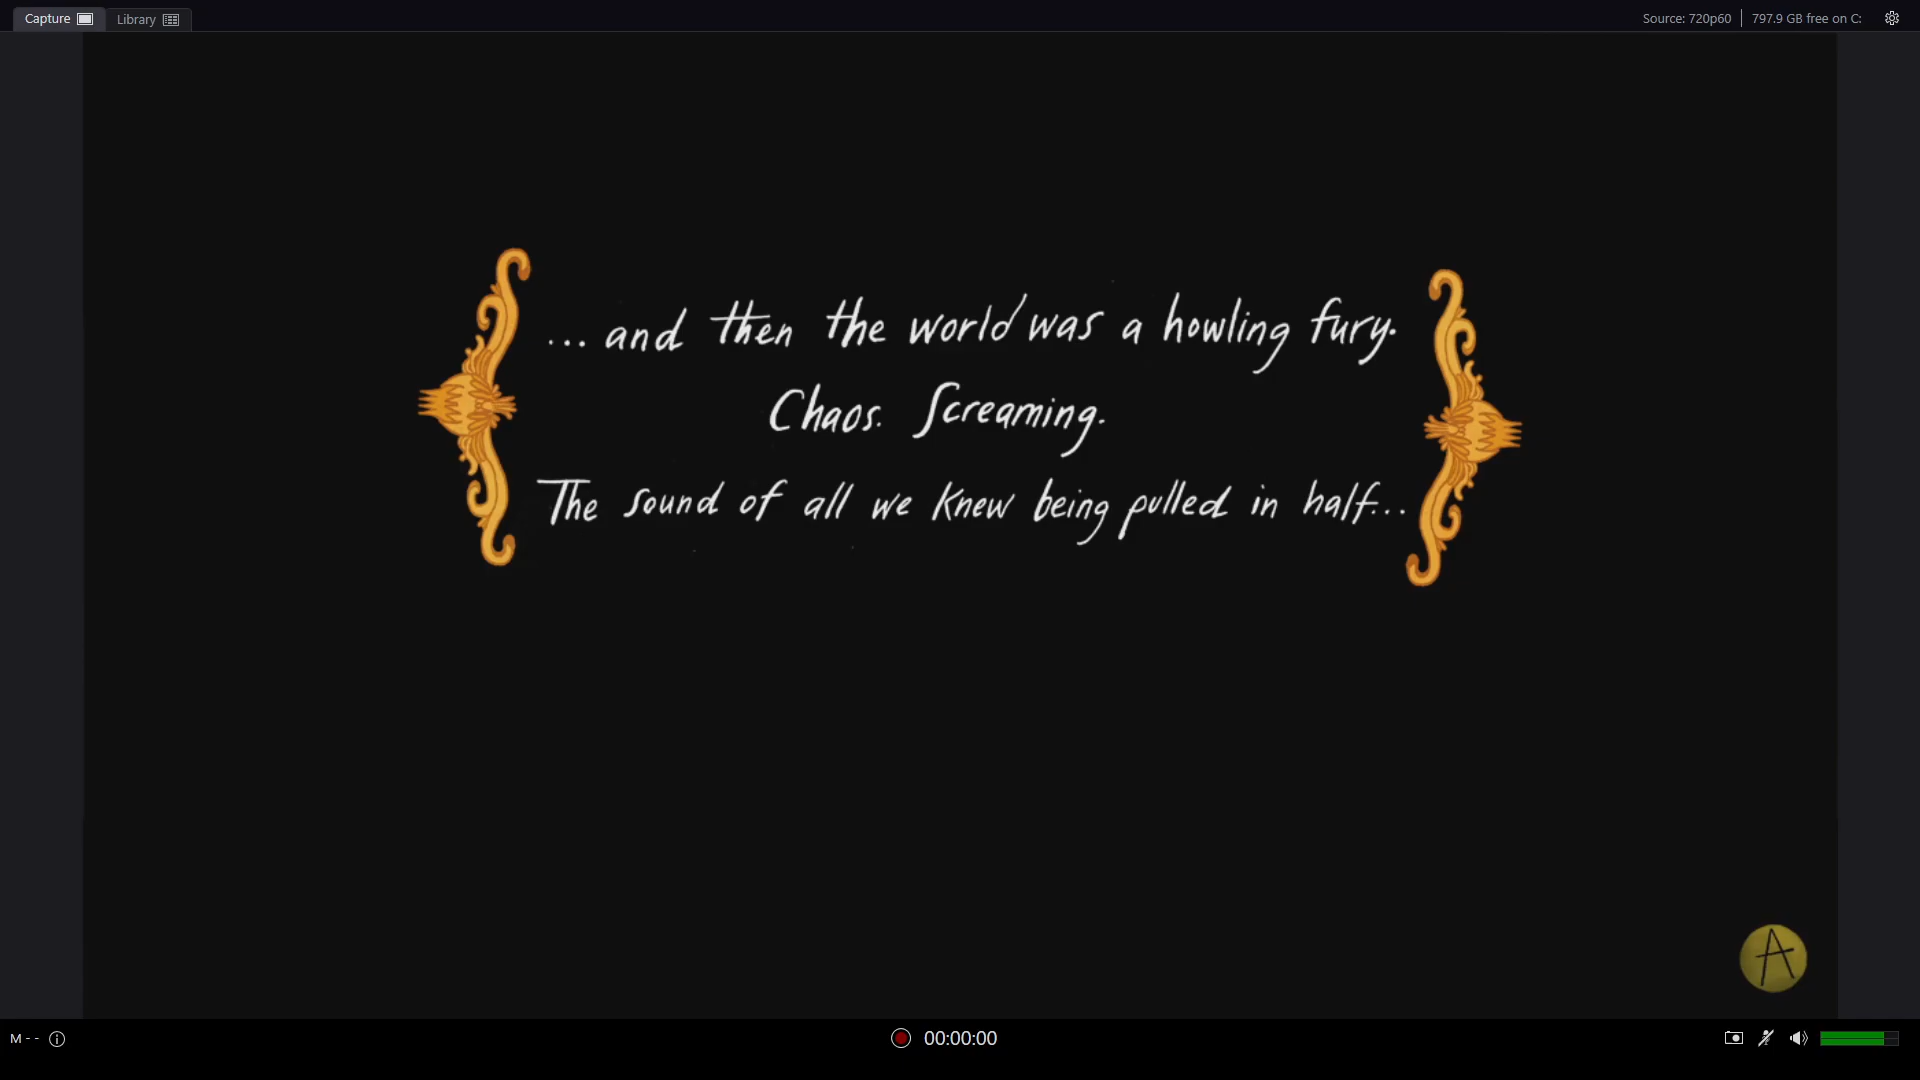 Capture Library Source: 720p60 797.9 GB free on C:
... and then the world was a howling fury.
Chaos. Screaming.
The sound of all we knew being pulled in half...
A
M - - 00:00:00